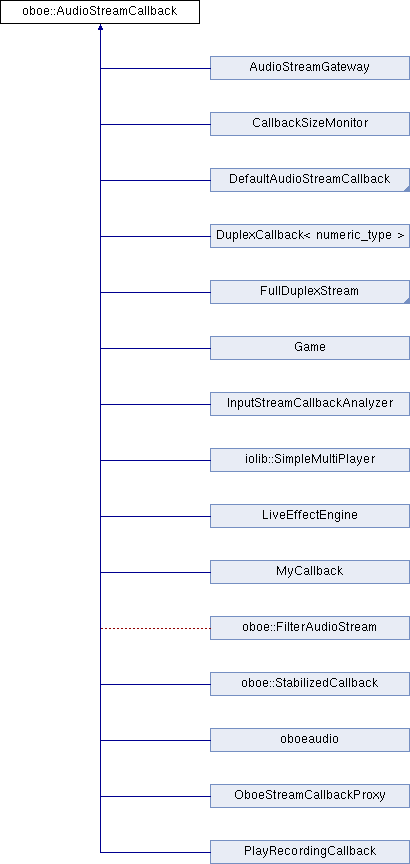 oboe::AudioStreamCallback
AudioStreamGateway
CallbackSizeMonitor
DefaultAudioStreamCallback
DuplexCallback< numeric_type >
FullDuplexStream
Game
InputStreamCallbackAnalyzer
iolib::SimpleMultiPlayer
LiveEffectEngine
MyCallback
oboe::FilterAudioStream
oboe::StabilizedCallback
oboeaudio
OboeStreamCallbackProxy
PlayRecordingCallback